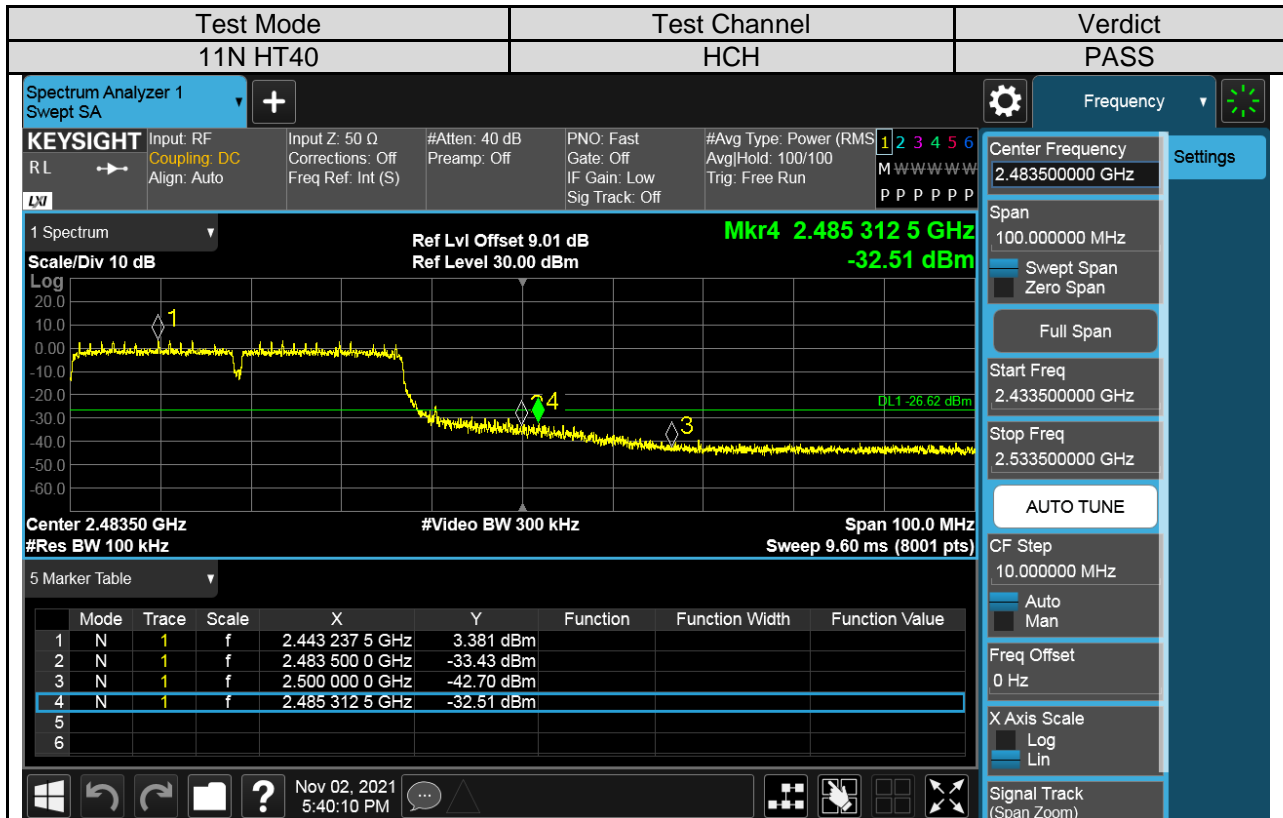 Test Mode Test Channel Verdict
11N HT40 HCH PASS
Spectrum Analyzer 1
Swept SA
+
Frequency
KEYSIGHT Input: RF Input Z: 50 Ω #Atten: 40 dB PNO: Fast #Avg Type: Power (RMS 1 2 3 4 5 6
RL Coupling: DC Corrections: Off Preamp: Off Gate: Off Avg|Hold: 100/100 M W W W W W
Align: Auto Freq Ref: Int (S) IF Gain: Low Trig: Free Run
LXI Sig Track: Off P P P P P P
1 Spectrum Ref Lvl Offset 9.01 dB Mkr4 2.485 312 5 GHz
Scale/Div 10 dB Ref Level 30.00 dBm -32.51 dBm
Log
20.0
10.0
0.00
-10.0
-20.0
-30.0
-40.0
-50.0
-60.0
1
4
3
DL1 -26.62 dBm
Center 2.48350 GHz #Video BW 300 kHz Span 100.0 MHz
#Res BW 100 kHz Sweep 9.60 ms (8001 pts)
5 Marker Table
Mode Trace Scale X Y Function Function Width Function Value
1 N 1 f 2.443 237 5 GHz 3.381 dBm
2 N 1 f 2.483 500 0 GHz -33.43 dBm
3 N 1 f 2.500 000 0 GHz -42.70 dBm
4 N 1 f 2.485 312 5 GHz -32.51 dBm
5
6
?
Nov 02, 2021
5:40:10 PM
Center Frequency
2.483500000 GHz
Settings
Span
100.000000 MHz
Swept Span
Zero Span
Full Span
Start Freq
2.433500000 GHz
Stop Freq
2.533500000 GHz
AUTO TUNE
CF Step
10.000000 MHz
Auto
Man
Freq Offset
0 Hz
X Axis Scale
Log
Lin
Signal Track
(Span Zoom)